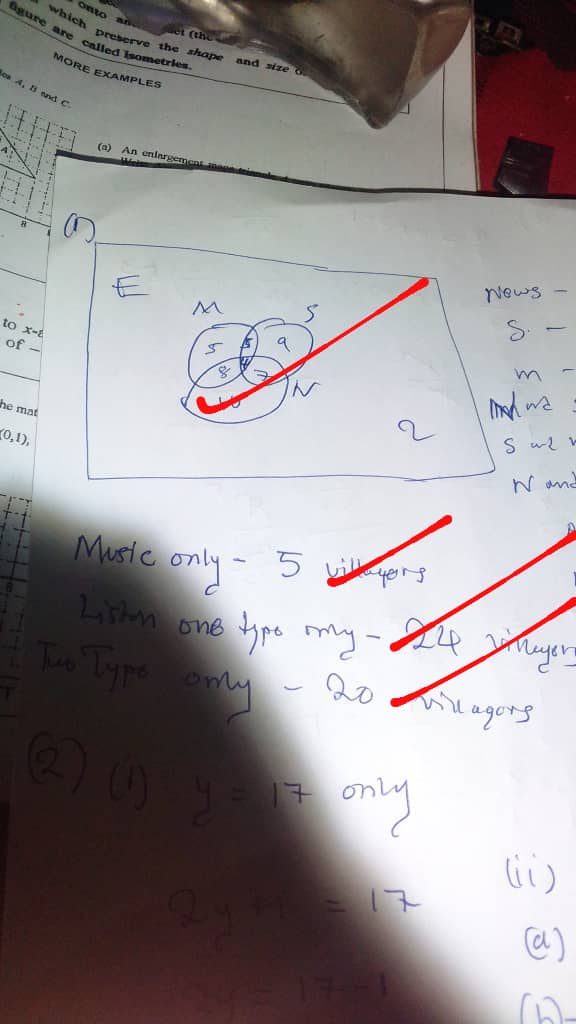 onto an
which preserve the shape and size o
figure are called Isometries.
MORE EXAMPLES
A, B and C.
(a) An enlargement
to x-a
of -
he mat
(0,1),
(1)
E
M
S
5
9
4
8
7
10
N
2
News -
S. -
m -
S and
N and
Music only - 5 villagers
Listen one type only - 24 villagers
Two Type only - 20 villagers
(2) (i) y = 17 only
2y + 1 = 17
= 17 - 1
(ii)
(a)
(b)